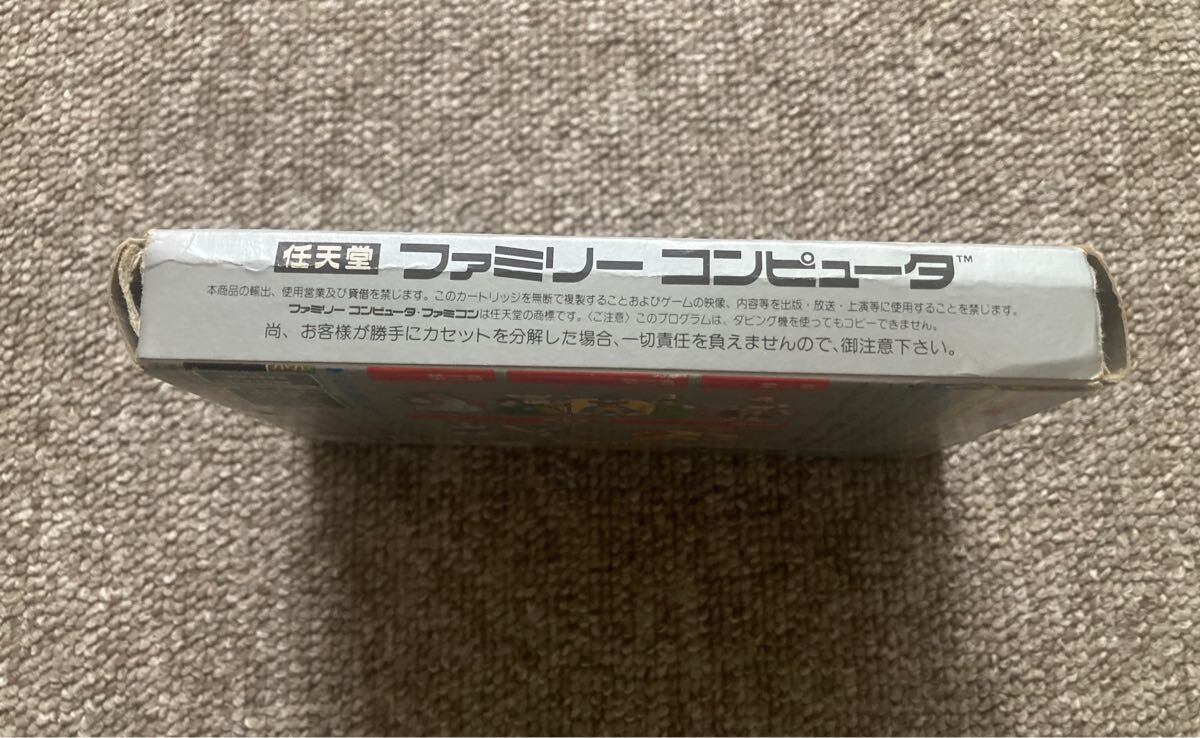 任天堂 ファミリー コンピュータ™
本商品の輸出、使用営業及び賃借を禁じます。このカートリッジを無断で複製することおよびゲームの映像、内容等を出版・放送・上演等に使用することを禁じます。
ファミリー コンピュータ・ファミコンは任天堂の商標です。〈ご注意〉このプログラムは、ダビング機を使ってもコピーできません。
尚、お客様が勝手にカセットを分解した場合、一切責任を負えませんので、御注意下さい。